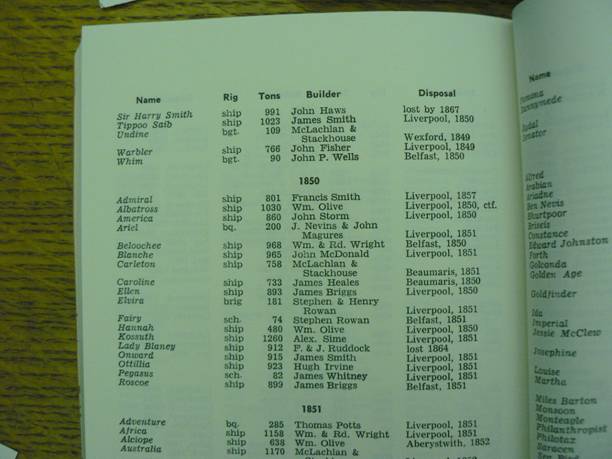 Name Rig Tons Builder Disposal
Sir Harry Smith ship 991 John Haws lost by 1867
Tippoo Saib ship 1023 James Smith Liverpool, 1850
Undine bgt. 109 McLachlan &
Stackhouse Wexford, 1849
Warbler ship 766 John Fisher Liverpool, 1849
Whim bgt. 90 John P. Wells Belfast, 1850
1850
Admiral ship 801 Francis Smith Liverpool, 1857
Albatross ship 1030 Wm. Olive Liverpool, 1850, ctf.
America ship 860 John Storm Liverpool, 1850
Ariel bq. 200 J. Nevins & John
Magures Liverpool, 1851
Beloochee ship 968 Wm. & Rd. Wright Belfast, 1850
Blanche ship 965 John McDonald Liverpool, 1851
Carleton ship 758 McLachlan &
Stackhouse Beaumaris, 1851
Caroline ship 733 James Heales Beaumaris, 1850
Ellen ship 893 James Briggs Liverpool, 1850
Elvira brig 181 Stephen & Henry
Rowan Liverpool, 1851
Fairy sch. 74 Stephen Rowan Belfast, 1851
Hannah ship 480 Wm. Olive Liverpool, 1850
Kossuth ship 1260 Alex. Sime Liverpool, 1851
Lady Blaney ship 912 F. & J. Ruddock lost 1864
Onward ship 915 James Smith Liverpool, 1851
Ottillia ship 923 Hugh Irvine Liverpool, 1851
Pegasus sch. 82 James Whitney Liverpool, 1851
Roscoe ship 899 James Briggs Belfast, 1851
1851
Adventure bq. 285 Thomas Potts Liverpool, 1851
Africa ship 1158 Wm. & Rd. Wright Liverpool, 1851
Alciope ship 638 Wm. Olive Aberystwith, 1852
Australia ship 1170 McLachlan &
Name
Alfred
Arabian
Ariadne
Ben Nevis
Bhurtpoor
Briseis
Constance
Edward Johnston
Forth
Golconda
Golden Age
Goldfinder
Ida
Imperial
Jessie McClew
Josephine
Louise
Martha
Miles Barton
Monsoon
Monteagle
Philanthropist
Philotax
Saracen